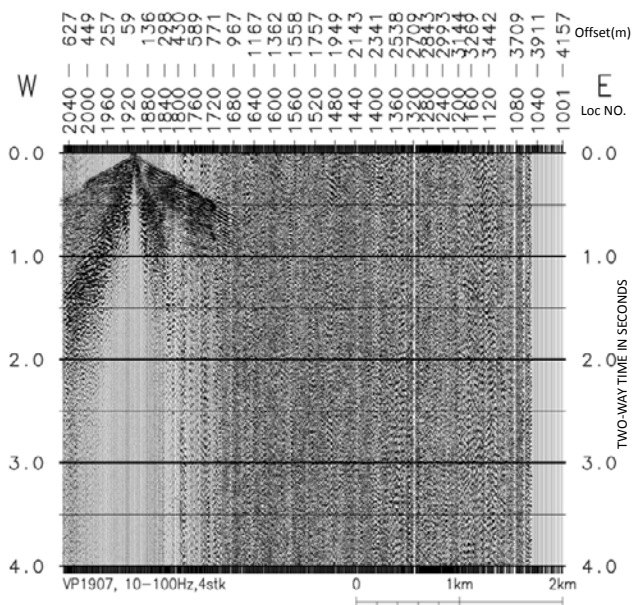 627 449 257 59 136 298 430 589 771 967 1167 1362 1558 1757 1949 2143 2341 2538 2709 2843 2993 3144 3269 3442 3709 3911 4157 Offset(m)
W E
2040 2000 1960 1920 1880 1840 1800 1760 1720 1680 1640 1600 1560 1520 1480 1440 1400 1360 1320 1280 1240 1200 1160 1120 1080 1040 1001 Loc NO.
0.0 0.0
1.0 1.0
2.0 2.0
3.0 3.0
4.0 4.0
TWO-WAY TIME IN SECONDS
VP1907, 10-100Hz,4stk 0 1km 2km